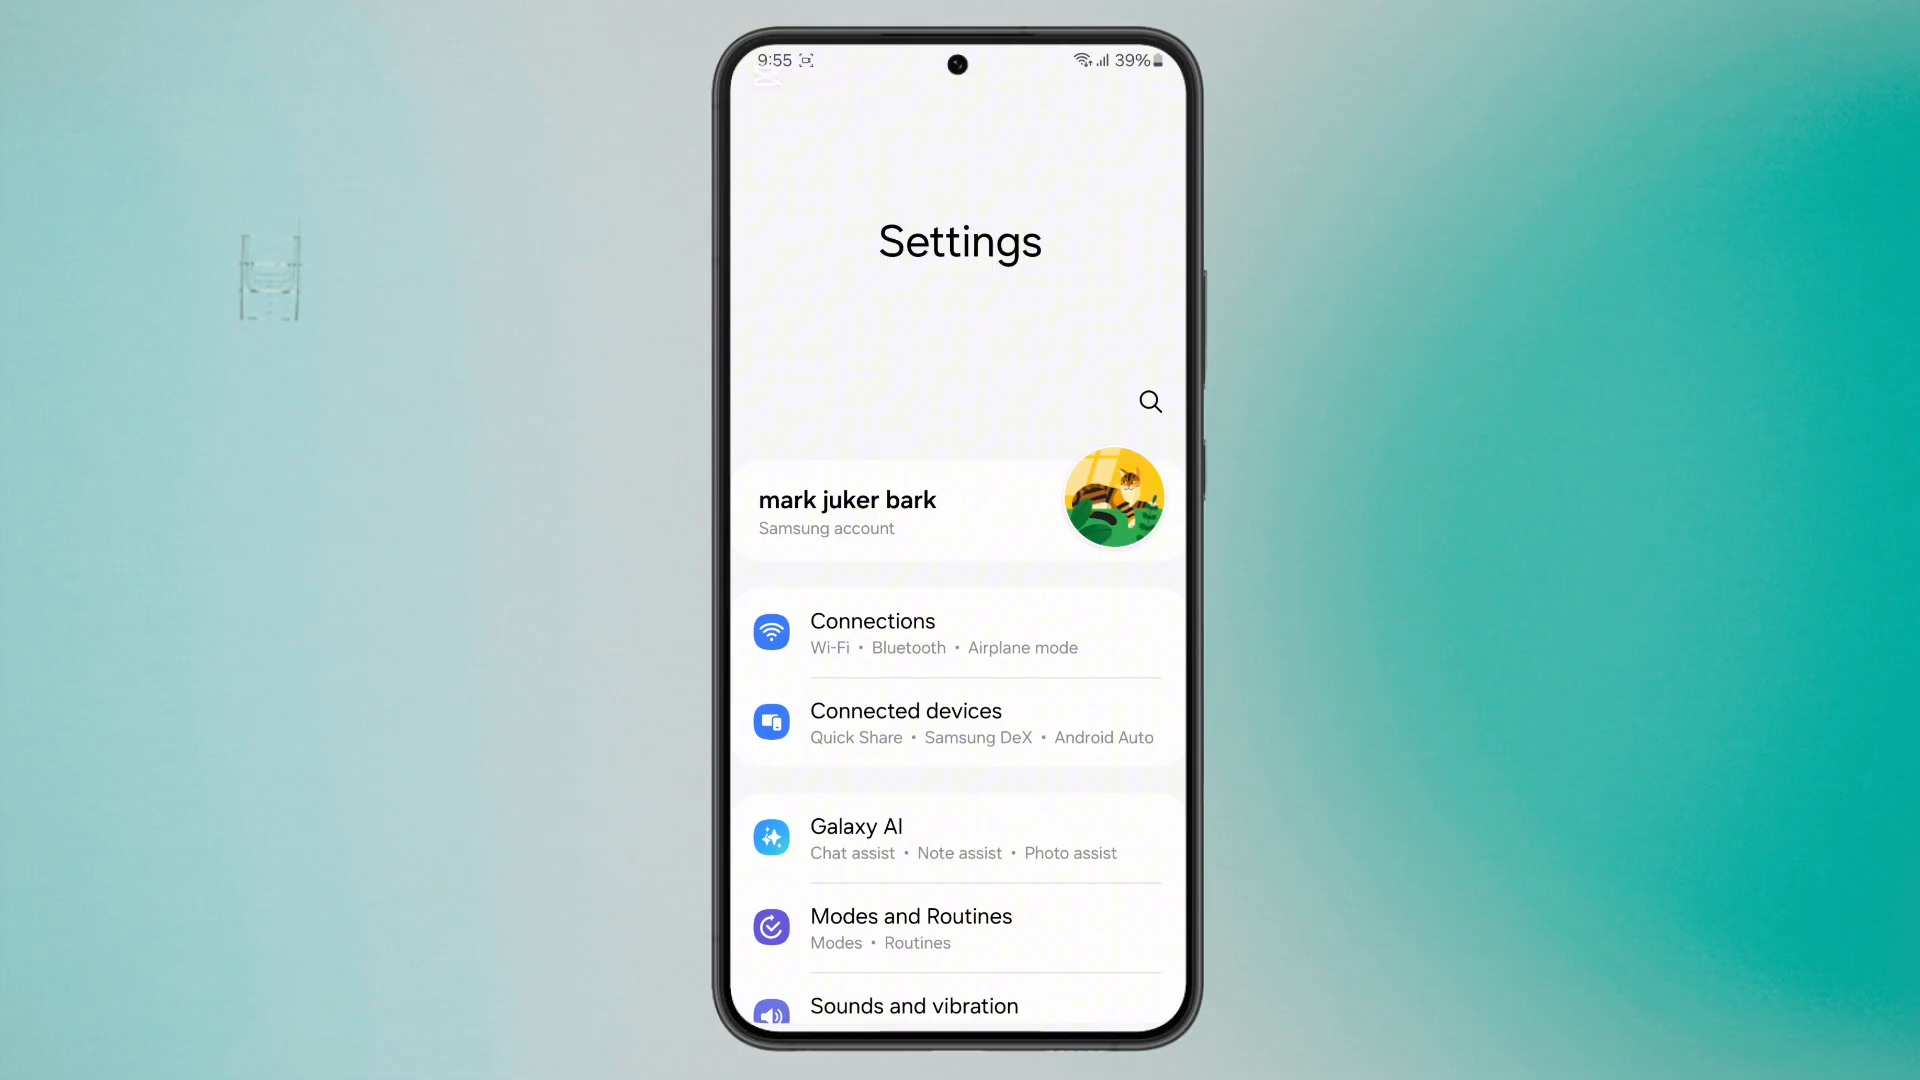 9:55
39%
Settings
mark juker bark
Samsung account
Connections
Wi-Fi • Bluetooth • Airplane mode
Connected devices
Quick Share • Samsung DeX • Android Auto
Galaxy AI
Chat assist • Note assist • Photo assist
Modes and Routines
Modes • Routines
Sounds and vibration